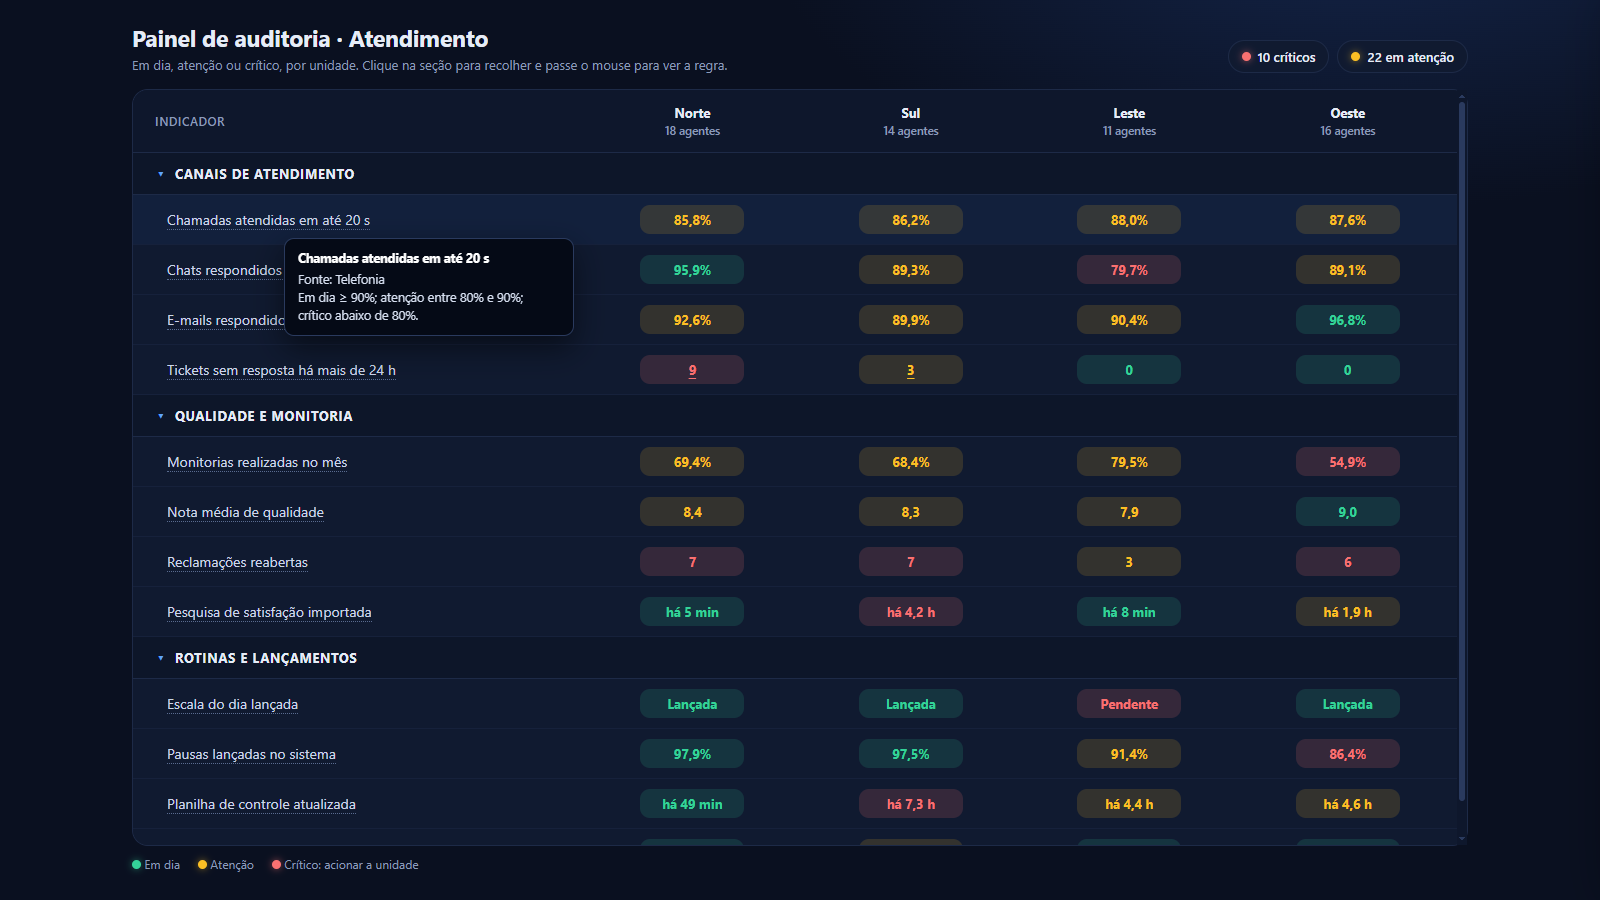 Painel de auditoria · Atendimento
Em dia, atenção ou crítico, por unidade. Clique na seção para recolher e passe o mouse para ver a regra.
10 críticos
22 em atenção
INDICADOR
Norte
18 agentes
Sul
14 agentes
Leste
11 agentes
Oeste
16 agentes
CANAIS DE ATENDIMENTO
Chamadas atendidas em até 20 s 85,8% 86,2% 88,0% 87,6%
Chats respondidos 95,9% 89,3% 79,7% 89,1%
Chamadas atendidas em até 20 s
Fonte: Telefonia
Em dia ≥ 90%; atenção entre 80% e 90%;
crítico abaixo de 80%.
E-mails 92,6% 89,9% 90,4% 96,8%
Tickets sem resposta há mais de 24 h 9 3 0 0
QUALIDADE E MONITORIA
Monitorias realizadas no mês 69,4% 68,4% 79,5% 54,9%
Nota média de qualidade 8,4 8,3 7,9 9,0
Reclamações reabertas 7 7 3 6
Pesquisa de satisfação importada há 5 min há 4,2 h há 8 min há 1,9 h
ROTINAS E LANÇAMENTOS
Escala do dia lançada Lançada Lançada Pendente Lançada
Pausas lançadas no sistema 97,9% 97,5% 91,4% 86,4%
Planilha de controle atualizada há 49 min há 7,3 h há 4,4 h há 4,6 h
Em dia Atenção Crítico: acionar a unidade